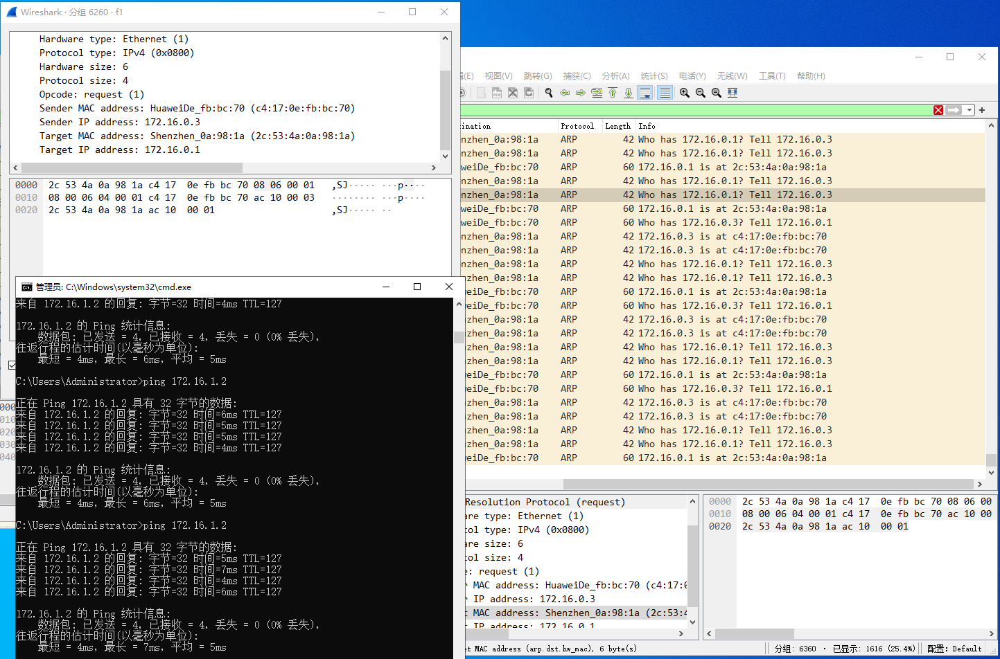 Wireshark · 分组 6260 · f1
Hardware type: Ethernet (1)
Protocol type: IPv4 (0x0800)
Hardware size: 6
Protocol size: 4
Opcode: request (1)
Sender MAC address: HuaweiDe_fb:bc:70 (c4:17:0e:fb:bc:70)
Sender IP address: 172.16.0.3
Target MAC address: Shenzhen_0a:98:1a (2c:53:4a:0a:98:1a)
Target IP address: 172.16.0.1
0000 2c 53 4a 0a 98 1a c4 17 0e fb bc 70 08 06 00 01 ,SJ····· ···p····
0010 08 00 06 04 00 01 c4 17 0e fb bc 70 ac 10 00 03 ········ ···p····
0020 2c 53 4a 0a 98 1a ac 10 00 01 ,SJ····· ··
管理员: C:\Windows\system32\cmd.exe
来自 172.16.1.2 的回复: 字节=32 时间=4ms TTL=127
172.16.1.2 的 Ping 统计信息:
数据包: 已发送 = 4, 已接收 = 4, 丢失 = 0 (0% 丢失),
往返行程的估计时间(以毫秒为单位):
最短 = 4ms, 最长 = 6ms, 平均 = 5ms
C:\Users\Administrator>ping 172.16.1.2
正在 Ping 172.16.1.2 具有 32 字节的数据:
来自 172.16.1.2 的回复: 字节=32 时间=6ms TTL=127
来自 172.16.1.2 的回复: 字节=32 时间=5ms TTL=127
来自 172.16.1.2 的回复: 字节=32 时间=5ms TTL=127
来自 172.16.1.2 的回复: 字节=32 时间=4ms TTL=127
172.16.1.2 的 Ping 统计信息:
数据包: 已发送 = 4, 已接收 = 4, 丢失 = 0 (0% 丢失),
往返行程的估计时间(以毫秒为单位):
最短 = 4ms, 最长 = 6ms, 平均 = 5ms
C:\Users\Administrator>ping 172.16.1.2
正在 Ping 172.16.1.2 具有 32 字节的数据:
来自 172.16.1.2 的回复: 字节=32 时间=5ms TTL=127
来自 172.16.1.2 的回复: 字节=32 时间=7ms TTL=127
来自 172.16.1.2 的回复: 字节=32 时间=4ms TTL=127
来自 172.16.1.2 的回复: 字节=32 时间=6ms TTL=127
172.16.1.2 的 Ping 统计信息:
数据包: 已发送 = 4, 已接收 = 4, 丢失 = 0 (0% 丢失),
往返行程的估计时间(以毫秒为单位):
最短 = 4ms, 最长 = 7ms, 平均 = 5ms
(E) 视图(V) 跳转(G) 捕获(C) 分析(A) 统计(S) 电话(Y) 无线(W) 工具(T) 帮助(H)
ination Protocol Length Info
nzhen_0a:98:1a ARP 42 Who has 172.16.0.1? Tell 172.16.0.3
nzhen_0a:98:1a ARP 42 Who has 172.16.0.1? Tell 172.16.0.3
weiDe_fb:bc:70 ARP 60 172.16.0.1 is at 2c:53:4a:0a:98:1a
nzhen_0a:98:1a ARP 42 Who has 172.16.0.1? Tell 172.16.0.3
nzhen_0a:98:1a ARP 42 Who has 172.16.0.1? Tell 172.16.0.3
weiDe_fb:bc:70 ARP 60 172.16.0.1 is at 2c:53:4a:0a:98:1a
weiDe_fb:bc:70 ARP 60 Who has 172.16.0.3? Tell 172.16.0.1
nzhen_0a:98:1a ARP 42 172.16.0.3 is at c4:17:0e:fb:bc:70
nzhen_0a:98:1a ARP 42 172.16.0.3 is at c4:17:0e:fb:bc:70
nzhen_0a:98:1a ARP 42 Who has 172.16.0.1? Tell 172.16.0.3
nzhen_0a:98:1a ARP 42 Who has 172.16.0.1? Tell 172.16.0.3
weiDe_fb:bc:70 ARP 60 172.16.0.1 is at 2c:53:4a:0a:98:1a
weiDe_fb:bc:70 ARP 60 Who has 172.16.0.3? Tell 172.16.0.1
zhen_0a:98:1a ARP 42 172.16.0.3 is at c4:17:0e:fb:bc:70
zhen_0a:98:1a ARP 42 172.16.0.3 is at c4:17:0e:fb:bc:70
zhen_0a:98:1a ARP 42 Who has 172.16.0.1? Tell 172.16.0.3
zhen_0a:98:1a ARP 42 Who has 172.16.0.1? Tell 172.16.0.3
eiDe_fb:bc:70 ARP 60 172.16.0.1 is at 2c:53:4a:0a:98:1a
eiDe_fb:bc:70 ARP 60 Who has 172.16.0.3? Tell 172.16.0.1
zhen_0a:98:1a ARP 42 172.16.0.3 is at c4:17:0e:fb:bc:70
zhen_0a:98:1a ARP 42 172.16.0.3 is at c4:17:0e:fb:bc:70
zhen_0a:98:1a ARP 42 Who has 172.16.0.1? Tell 172.16.0.3
zhen_0a:98:1a ARP 42 Who has 172.16.0.1? Tell 172.16.0.3
eiDe_fb:bc:70 ARP 60 172.16.0.1 is at 2c:53:4a:0a:98:1a
Resolution Protocol (request)
are type: Ethernet (1)
col type: IPv4 (0x0800)
are size: 6
col size: 4
e: request (1)
r MAC address: HuaweiDe_fb:bc:70 (c4:17:0
r IP address: 172.16.0.3
t MAC address: Shenzhen_0a:98:1a (2c:53:4
t IP address: 172.16.0.1
0000 2c 53 4a 0a 98 1a c4 17 0e fb bc 70 08 06 00
0010 08 00 06 04 00 01 c4 17 0e fb bc 70 ac 10 00
0020 2c 53 4a 0a 98 1a ac 10 00 01
et MAC address (arp.dst.hw_mac), 6 byte(s)
分组: 6360 · 已显示: 1616 (25.4%)
配置: Default